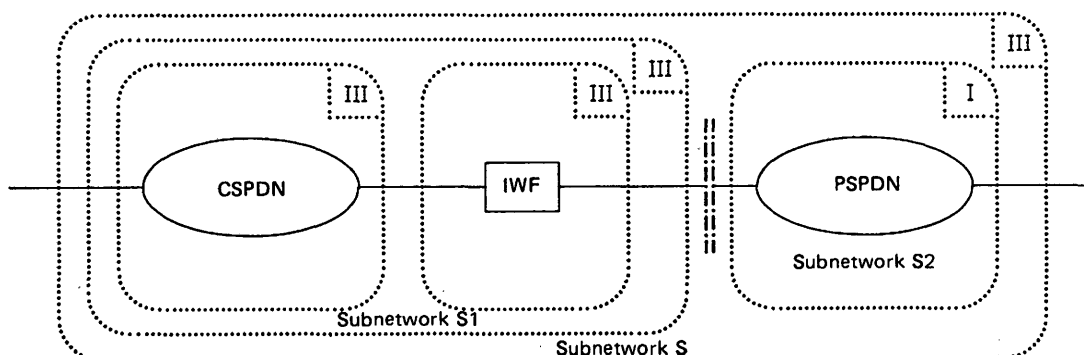 III
III
III
III
I
CSPDN
IWF
PSPDN
Subnetwork S2
Subnetwork S1
Subnetwork S